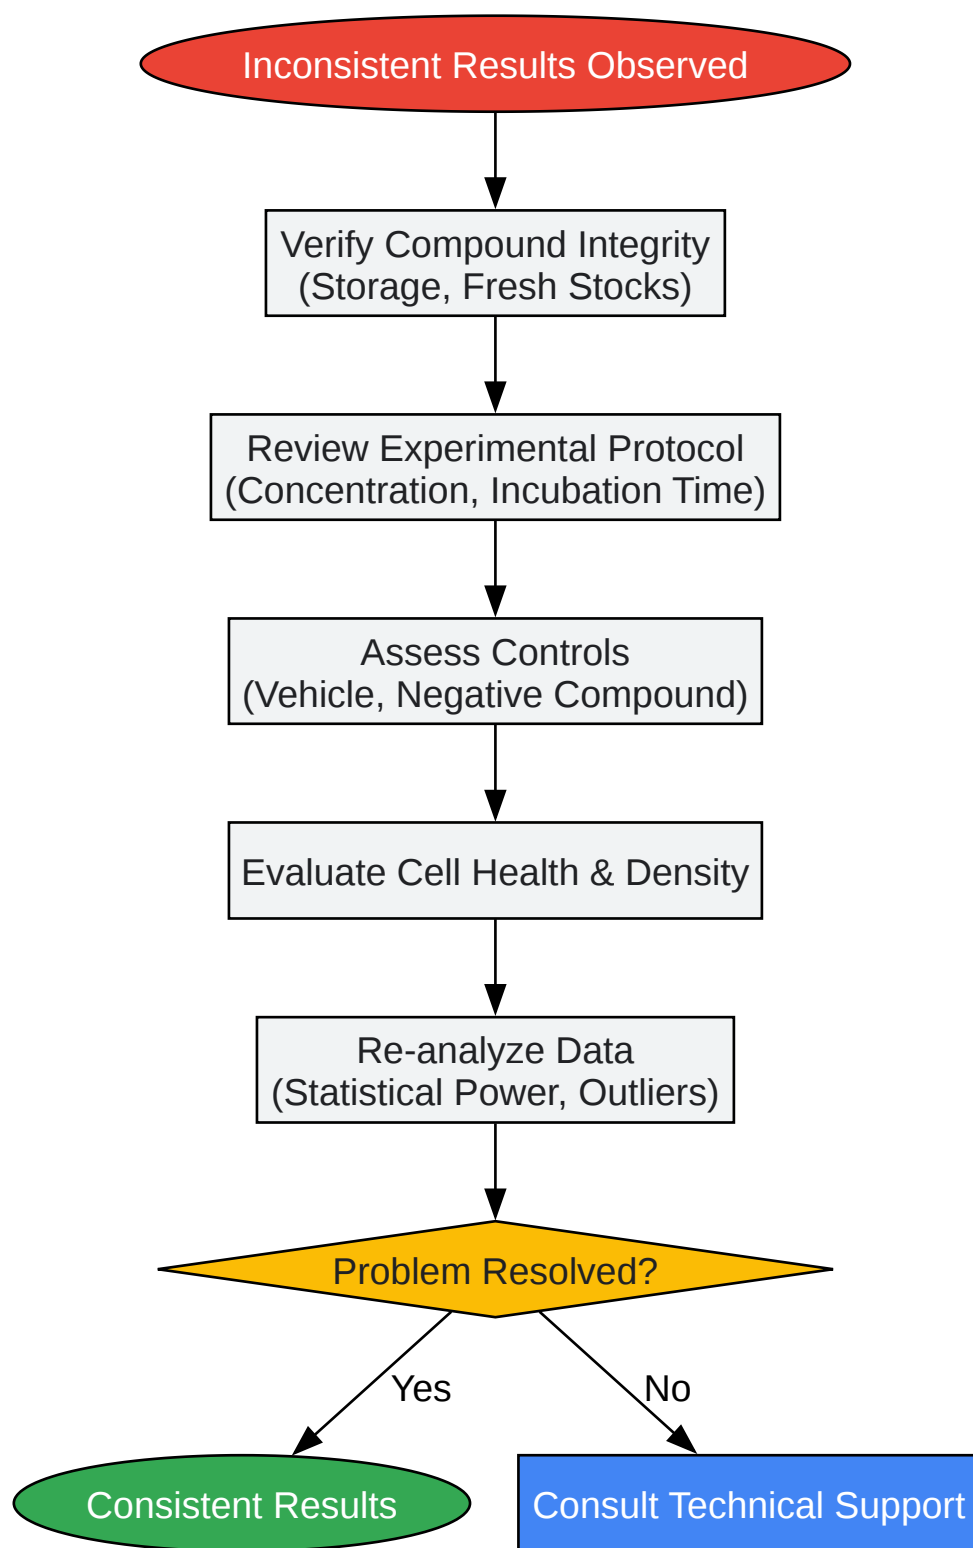 Inconsistent Results Observed
Verify Compound Integrity
(Storage, Fresh Stocks)
Review Experimental Protocol
(Concentration, Incubation Time)
Assess Controls
(Vehicle, Negative Compound)
Evaluate Cell Health & Density
Re-analyze Data
(Statistical Power, Outliers)
Problem Resolved?
Yes
No
Consistent Results
Consult Technical Support